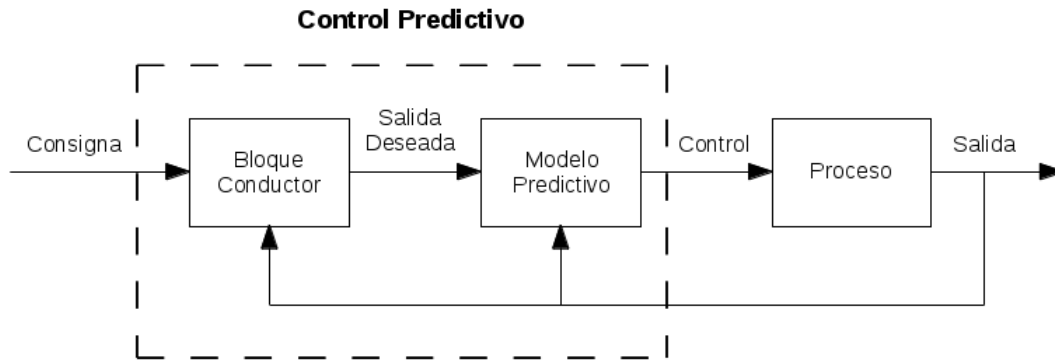 Control Predictivo
Consigna
Bloque
Conductor
Salida
Deseada
Modelo
Predictivo
Control
Proceso
Salida